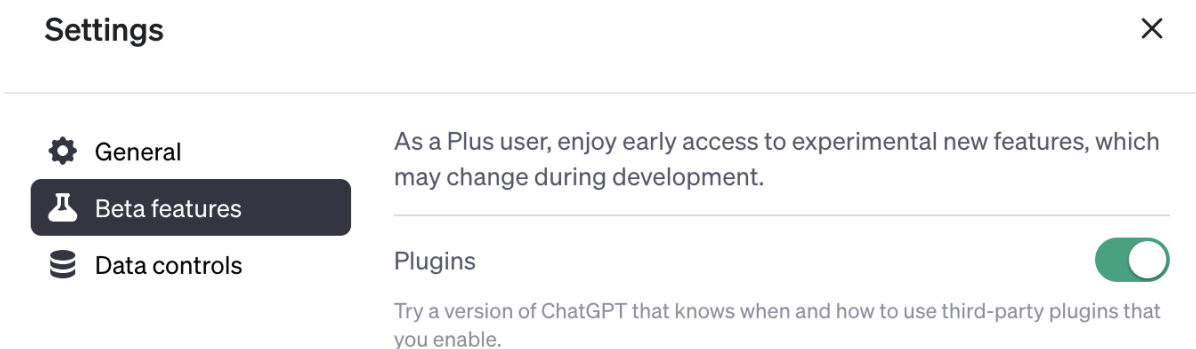 Settings
General
Beta features
Data controls
As a Plus user, enjoy early access to experimental new features, which
may change during development.
Plugins
Try a version of ChatGPT that knows when and how to use third-party plugins that
you enable.